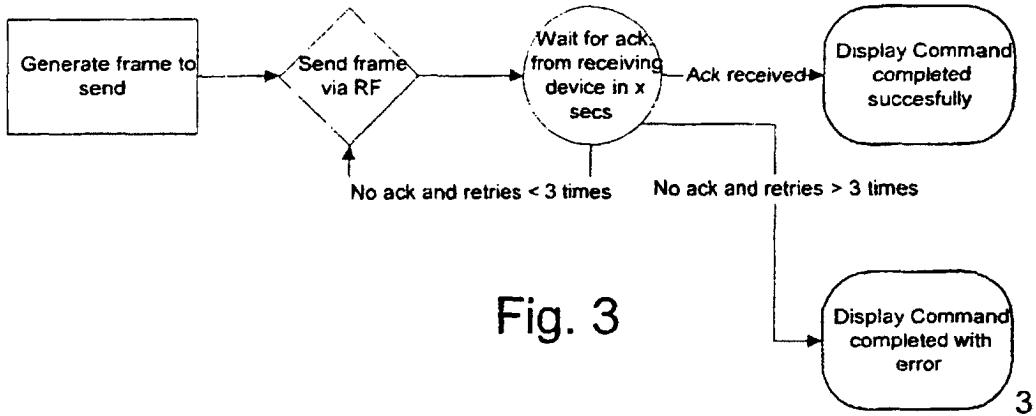 Generate frame to
send
Send frame
via RF
Wait for ack.
from receiving
device in x
secs
Ack received
Display Command
completed
succesfully
No ack and retries < 3 times
No ack and retries > 3 times
Display Command
completed with
error
Fig. 3
3